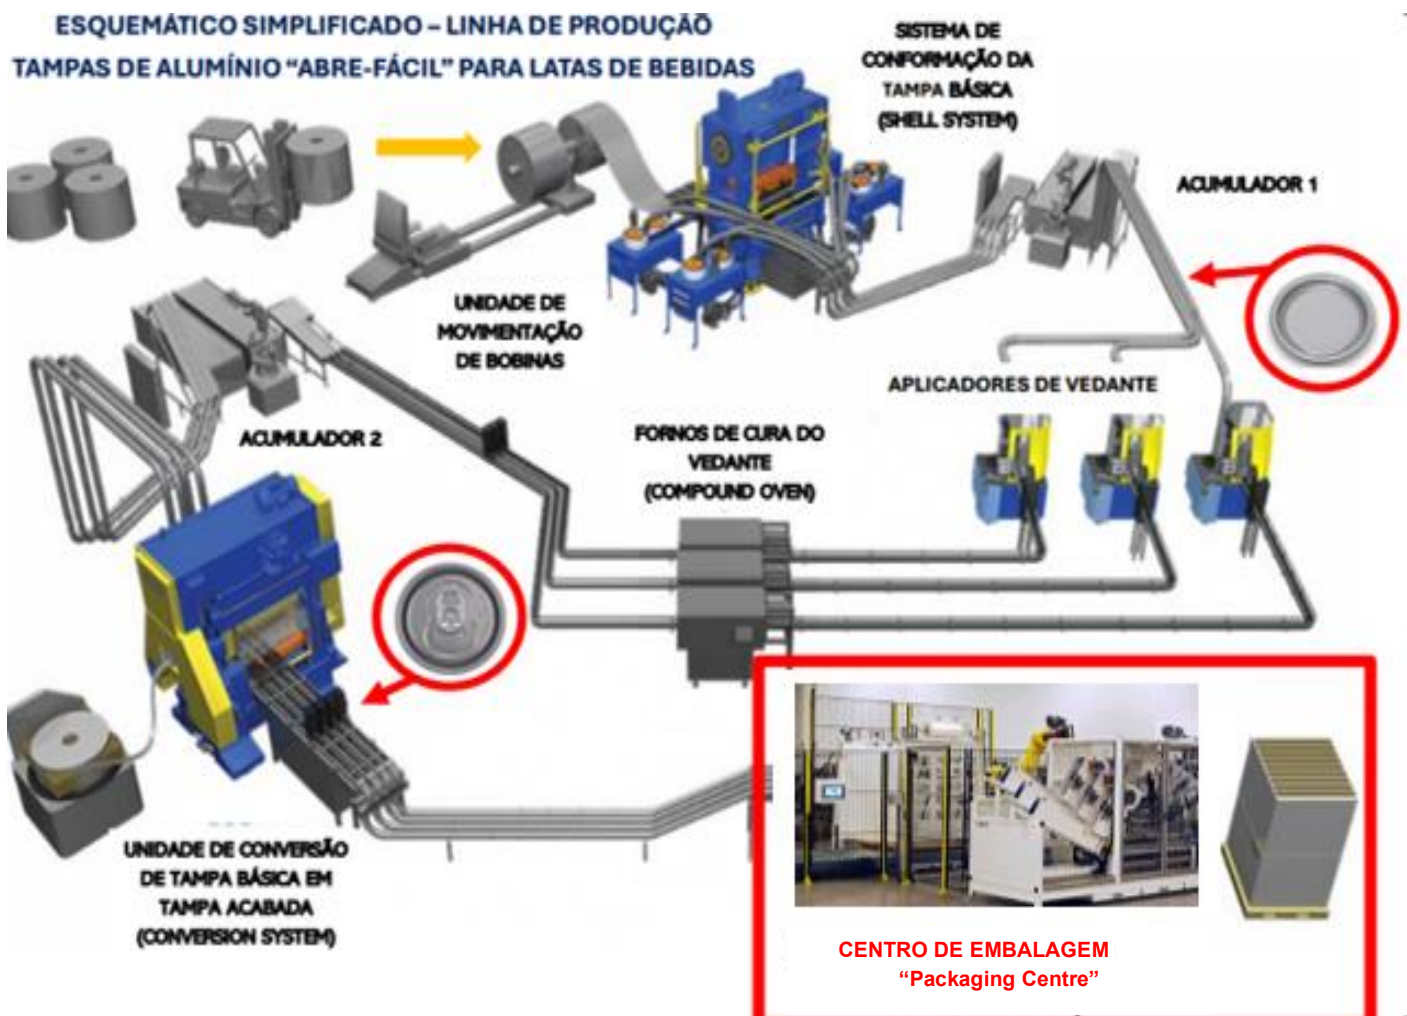 ESQUEMÁTICO SIMPLIFICADO – LINHA DE PRODUÇÃO
TAMPAS DE ALUMÍNIO “ABRE-FÁCIL” PARA LATAS DE BEBIDAS
SISTEMA DE
CONFORMAÇÃO DA
TAMPA BÁSICA
(SHELL SYSTEM)
ACUMULADOR 1
UNIDADE DE
MOVIMENTAÇÃO
DE BOBINAS
APLICADORES DE VEDANTE
ACUMULADOR 2
FORNOS DE CURA DO
VEDANTE
(COMPOUND OVEN)
UNIDADE DE CONVERSÃO
DE TAMPA BÁSICA EM
TAMPA ACABADA
(CONVERSION SYSTEM)
CENTRO DE EMBALAGEM
“Packaging Centre”